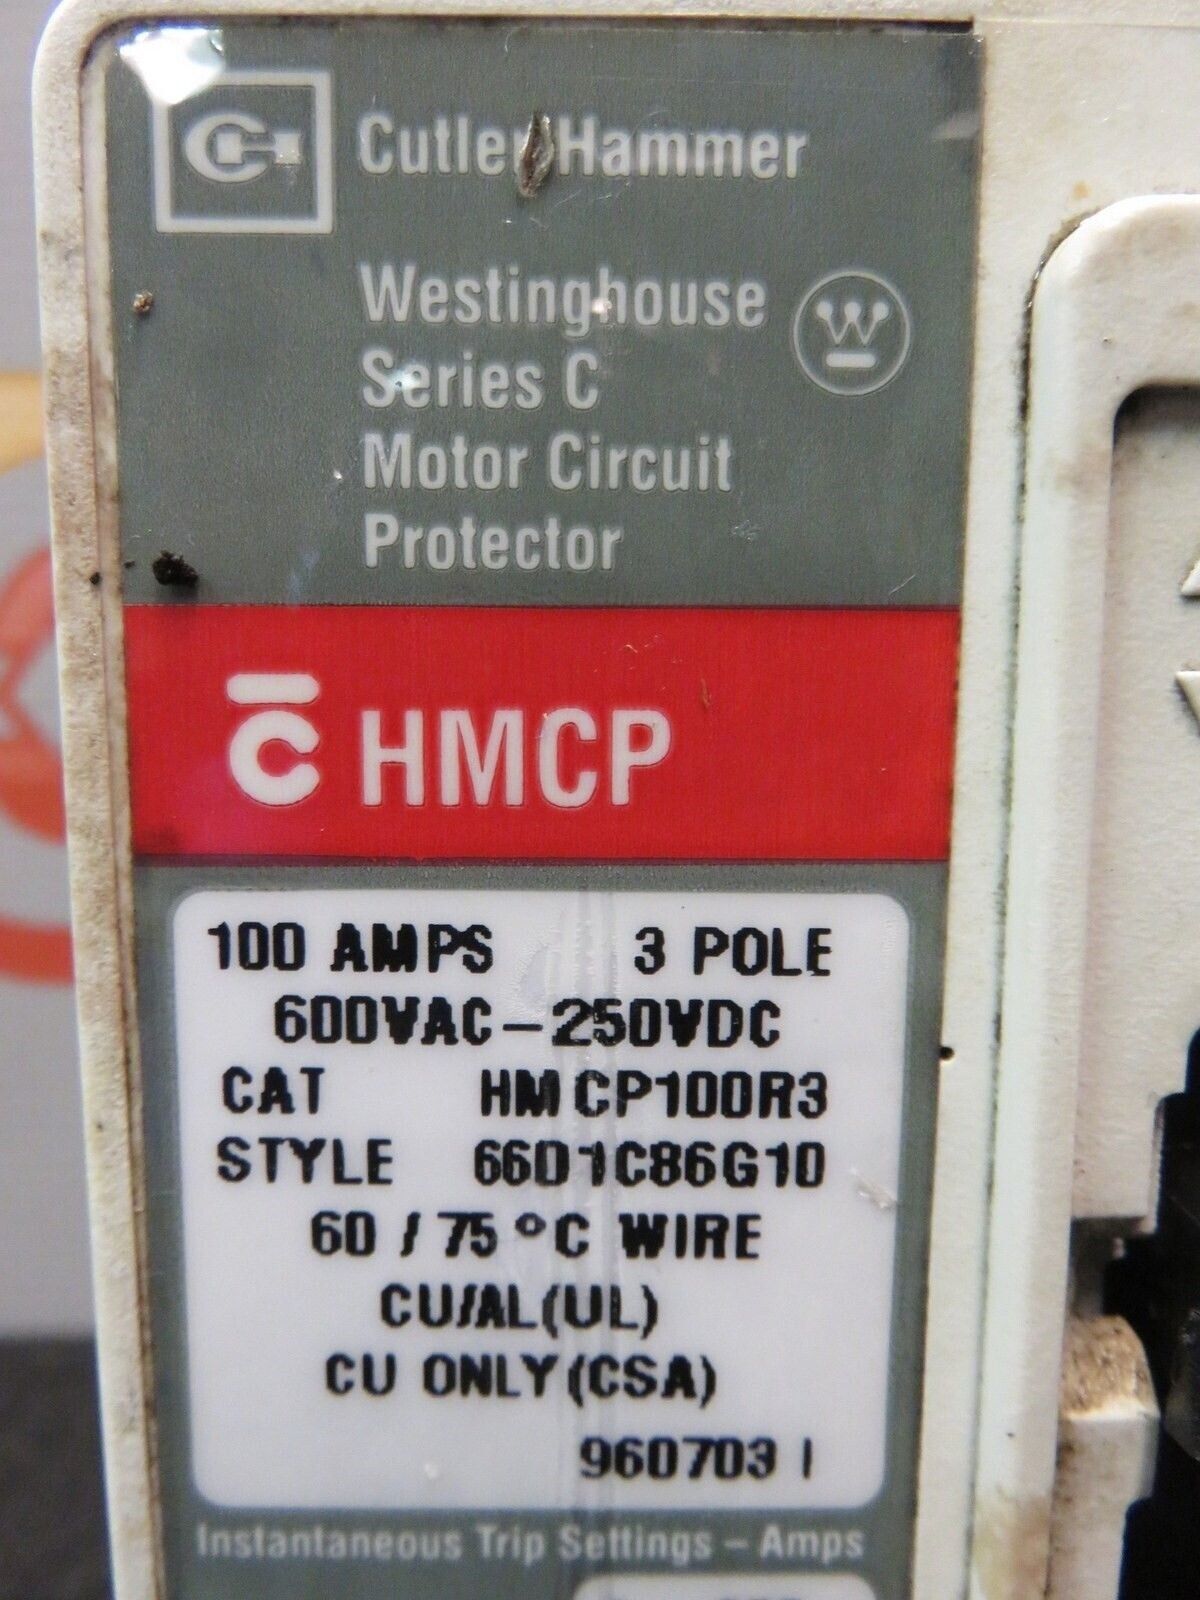 Cutler Hammer
Westinghouse
Series C
Motor Circuit
Protector
HMCP
100 AMPS 3 POLE
600VAC-250VDC
CAT HMCP100R3
STYLE 66D1C86G10
60 / 75 °C WIRE
CU/AL(UL)
CU ONLY(CSA)
960703 I
Instantaneous Trip Settings – Amps